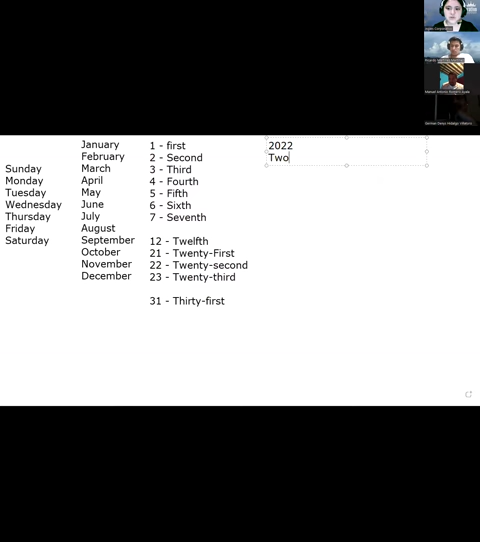 Sunday
Monday
Tuesday
Wednesday
Thursday
Friday
Saturday
January
February
March
April
May
June
July
August
September
October
November
December
1 - first
2 - Second
3 - Third
4 - Fourth
5 - Fifth
6 - Sixth
7 - Seventh
12 - Twelfth
21 - Twenty-First
22 - Twenty-second
23 - Twenty-third
31 - Thirty-first
2022
Two